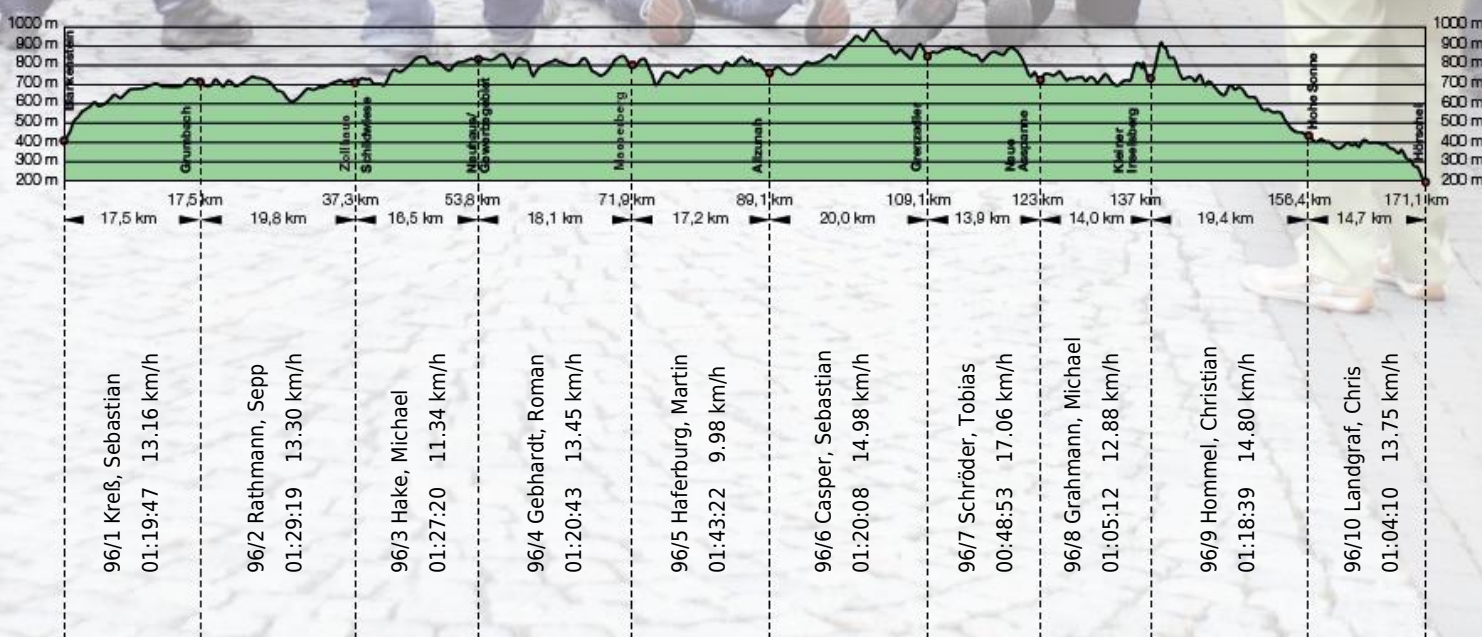 1000 m
900 m
800 m
700 m
600 m
500 m
400 m
300 m
200 m
1000 m
900 m
800 m
700 m
600 m
500 m
400 m
300 m
200 m
Blankenstein
Grumbach
Zollhaus
Schildwiese
Neuhaus/
Masserberg
Allzunah
Grenzadler
Neue
Ausspanne
Kleiner
Inselsberg
Hohe Sonne
Hörschel
17,5 km
37,3 km
53,8 km
71,9 km
89,1 km
109,1 km
123 km
137 km
156,4 km
171,1 km
17,5 km
19,8 km
16,5 km
18,1 km
17,2 km
20,0 km
13,9 km
14,0 km
19,4 km
14,7 km
96/1 Kreß, Sebastian
01:19:47 13.16 km/h
96/2 Rathmann, Sepp
01:29:19 13.30 km/h
96/3 Hake, Michael
01:27:20 11.34 km/h
96/4 Gebhardt, Roman
01:20:43 13.45 km/h
96/5 Haferburg, Martin
01:43:22 9.98 km/h
96/6 Casper, Sebastian
01:20:08 14.98 km/h
96/7 Schröder, Tobias
00:48:53 17.06 km/h
96/8 Grahmann, Michael
01:05:12 12.88 km/h
96/9 Hommel, Christian
01:18:39 14.80 km/h
96/10 Landgraf, Chris
01:04:10 13.75 km/h